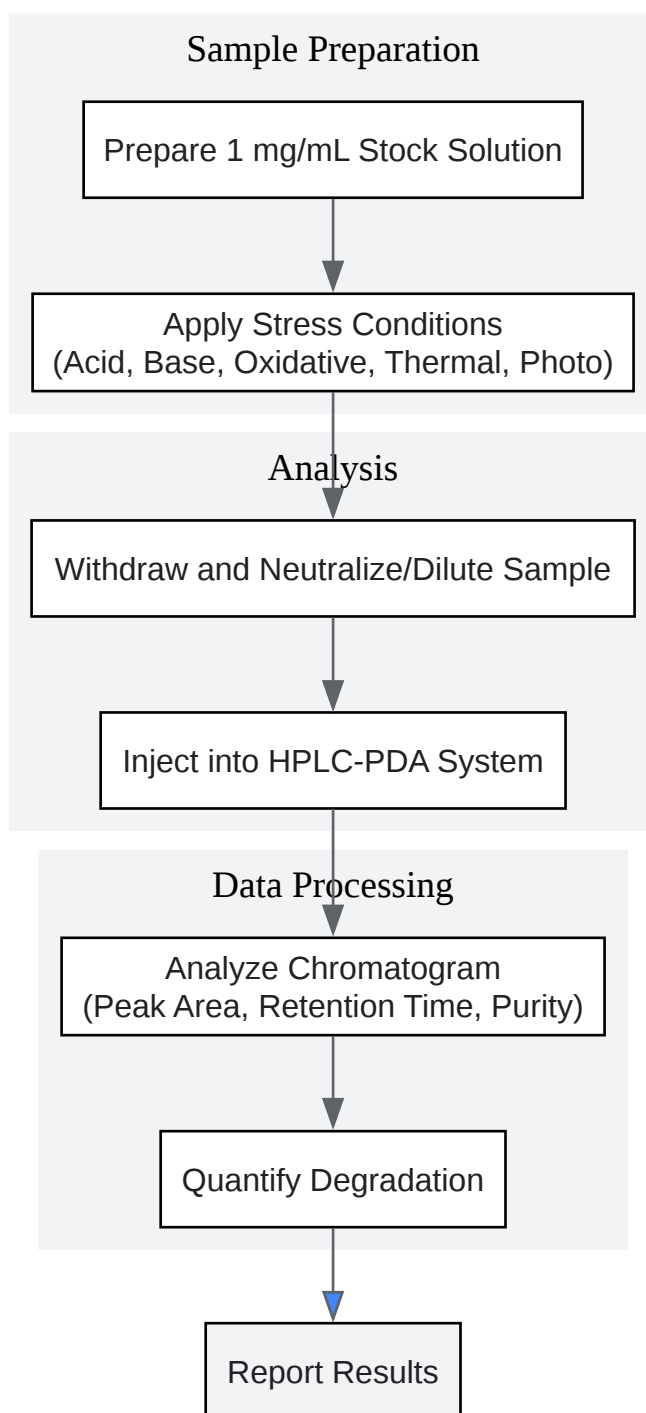 Sample Preparation
Prepare 1 mg/mL Stock Solution
Apply Stress Conditions
(Acid, Base, Oxidative, Thermal, Photo)
Analysis
Withdraw and Neutralize/Dilute Sample
Inject into HPLC-PDA System
Data Processing
Analyze Chromatogram
(Peak Area, Retention Time, Purity)
Quantify Degradation
Report Results